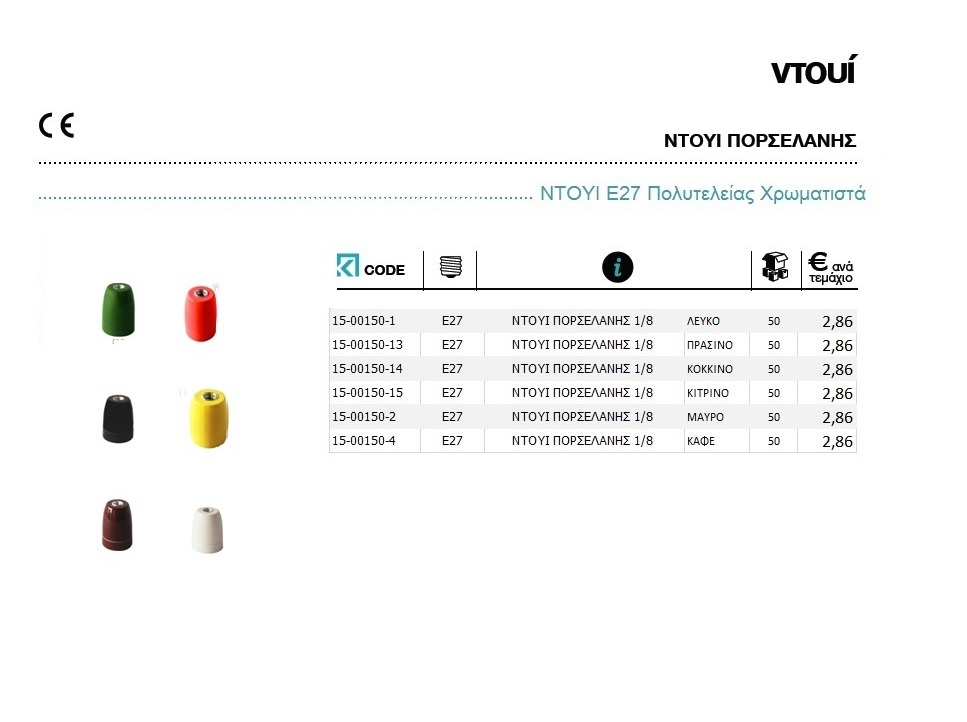 ντουί
CE
ΝΤΟΥΙ ΠΟΡΣΕΛΑΝΗΣ
ΝΤΟΥΙ Ε27 Πολυτελείας Χρωματιστά
CODE i € ανά τεμάχιο
15-00150-1 E27 ΝΤΟΥΙ ΠΟΡΣΕΛΑΝΗΣ 1/8 ΛΕΥΚΟ 50 2,86
15-00150-13 E27 ΝΤΟΥΙ ΠΟΡΣΕΛΑΝΗΣ 1/8 ΠΡΑΣΙΝΟ 50 2,86
15-00150-14 E27 ΝΤΟΥΙ ΠΟΡΣΕΛΑΝΗΣ 1/8 ΚΟΚΚΙΝΟ 50 2,86
15-00150-15 E27 ΝΤΟΥΙ ΠΟΡΣΕΛΑΝΗΣ 1/8 ΚΙΤΡΙΝΟ 50 2,86
15-00150-2 E27 ΝΤΟΥΙ ΠΟΡΣΕΛΑΝΗΣ 1/8 ΜΑΥΡΟ 50 2,86
15-00150-4 E27 ΝΤΟΥΙ ΠΟΡΣΕΛΑΝΗΣ 1/8 ΚΑΦΕ 50 2,86